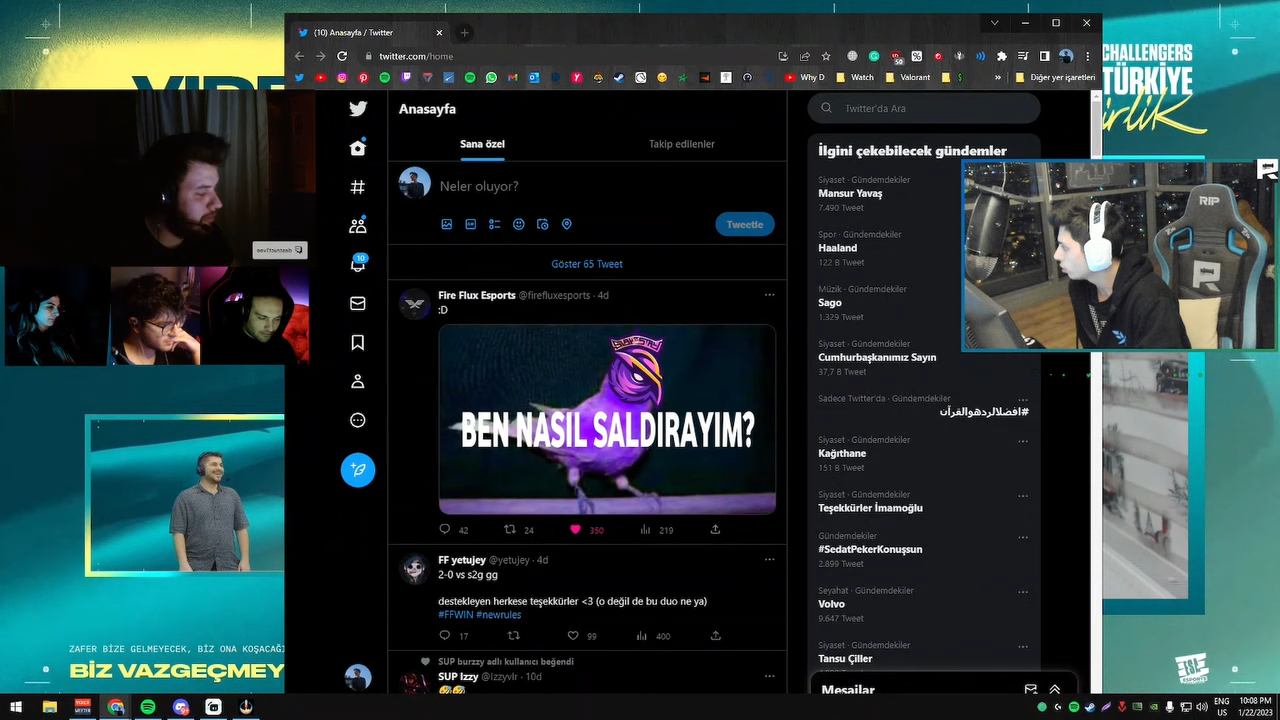 (10) Anasayfa / Twitter
twitter.com/home
Why D
Watch
Valorant
$
Diğer yer işaretleri
CHALLENGERS
TÜRKİYE
Birlik
Anasayfa
Sana özel
Takip edilenler
Neler oluyor?
Tweetle
Göster 65 Tweet
10
Fire Flux Esports @firefluxesports · 4d
:D
BEN NASIL SALDIRAYIM?
42
24
350
219
FF yetujey @yetujey · 4d
2-0 vs s2g gg
destekleyen herkese teşekkürler <3 (o değil de bu duo ne ya)
#FFWIN #newrules
17
99
400
SUP burzzy adlı kullanıcı beğendi
SUP Izzy @Izzyvlr · 10d
Twitter'da Ara
İlgini çekebilecek gündemler
Siyaset · Gündemdekiler
Mansur Yavaş
7.490 Tweet
Spor · Gündemdekiler
Haaland
122 B Tweet
Müzik · Gündemdekiler
Sago
1.329 Tweet
Siyaset · Gündemdekiler
Cumhurbaşkanımız Sayın
37,7 B Tweet
Sadece Twitter'da · Gündemdekiler
#افضلالردهوالقرآن
Siyaset · Gündemdekiler
Kağıthane
151 B Tweet
Siyaset · Gündemdekiler
Teşekkürler İmamoğlu
Gündemdekiler
#SedatPekerKonuşsun
2.899 Tweet
Seyahat · Gündemdekiler
Volvo
9.647 Tweet
Siyaset · Gündemdekiler
Tansu Çiller
Mesajlar
RIP
ZAFER BİZE GELMEYECEK, BİZ ONA KOŞACAĞI
BİZ VAZGEÇMEY
ESA
ESPORTS
ENG
US
10:08 PM
1/22/2023